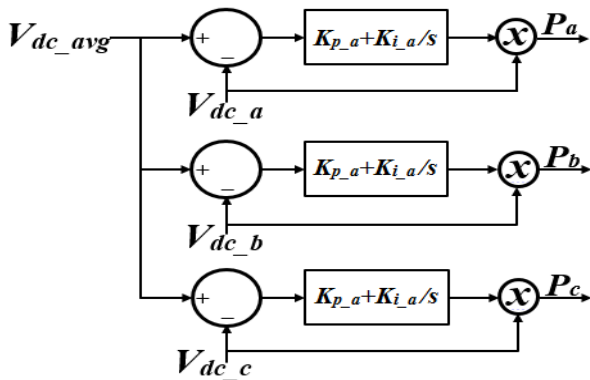 V_dc_avg + − K_p_a+K_i_a/s x P_a
V_dc_a
+ − K_p_a+K_i_a/s x P_b
V_dc_b
+ − K_p_a+K_i_a/s x P_c
V_dc_c